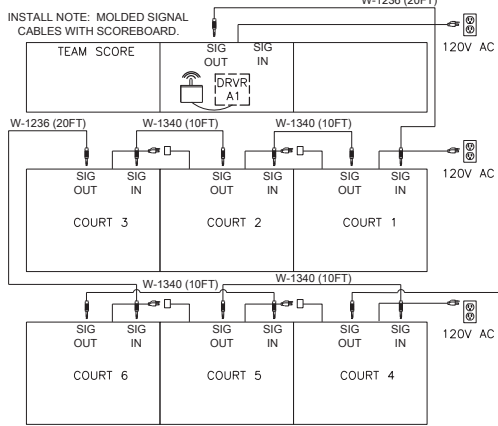 W-1236 (20FT)
INSTALL NOTE: MOLDED SIGNAL
CABLES WITH SCOREBOARD.
120V AC
TEAM SCORE
SIG OUT
SIG IN
DRVR
A1
W-1236 (20FT)
W-1340 (10FT)
W-1340 (10FT)
120V AC
SIG OUT
SIG IN
SIG OUT
SIG IN
SIG OUT
SIG IN
COURT 3
COURT 2
COURT 1
W-1340 (10FT)
W-1340 (10FT)
120V AC
SIG OUT
SIG IN
SIG OUT
SIG IN
SIG OUT
SIG IN
COURT 6
COURT 5
COURT 4